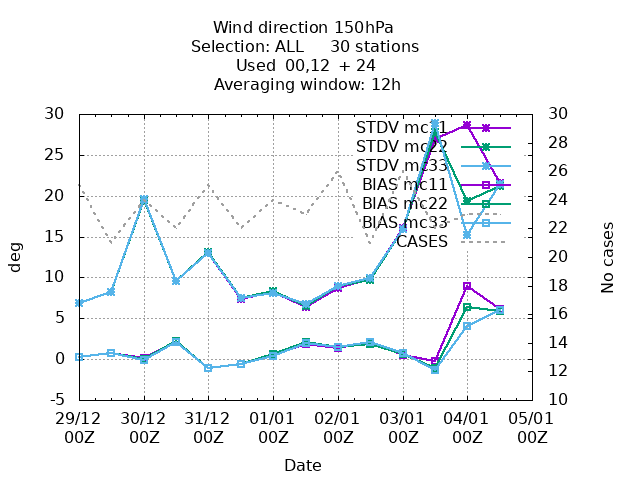 Wind direction 150hPa
Selection: ALL 30 stations
Used 00,12 + 24
Averaging window: 12h
deg
30
25
20
15
10
5
0
-5
STDV mc11
STDV mc22
STDV mc33
BIAS mc11
BIAS mc22
BIAS mc33
CASES
30
28
26
24
22
20
18
16
14
12
10
No cases
29/12 30/12 31/12 01/01 02/01 03/01 04/01 05/01
00Z 00Z 00Z 00Z 00Z 00Z 00Z 00Z
Date